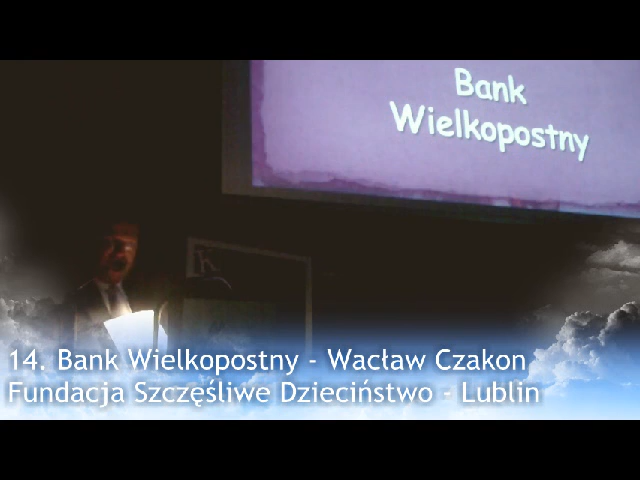 Bank
Wielkopostny
K
14. Bank Wielkopostny - Wacław Czakon
Fundacja Szczęśliwe Dzieciństwo - Lublin